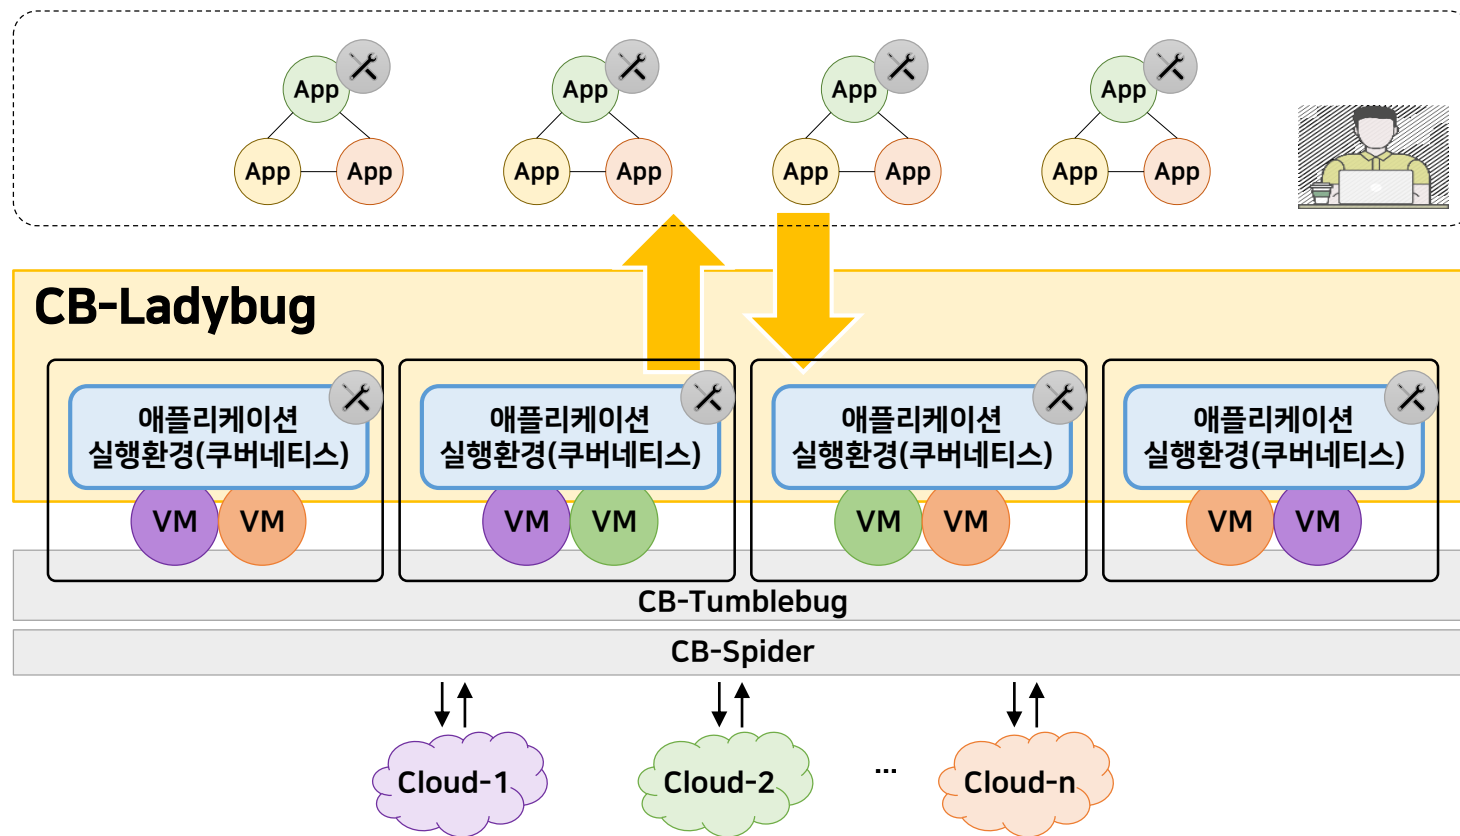 App
App
App
App
App
App
App
App
App
App
App
App
CB-Ladybug
애플리케이션
실행환경(쿠버네티스)
애플리케이션
실행환경(쿠버네티스)
애플리케이션
실행환경(쿠버네티스)
애플리케이션
실행환경(쿠버네티스)
VM
VM
VM
VM
VM
VM
VM
VM
CB-Tumblebug
CB-Spider
Cloud-1
Cloud-2
...
Cloud-n